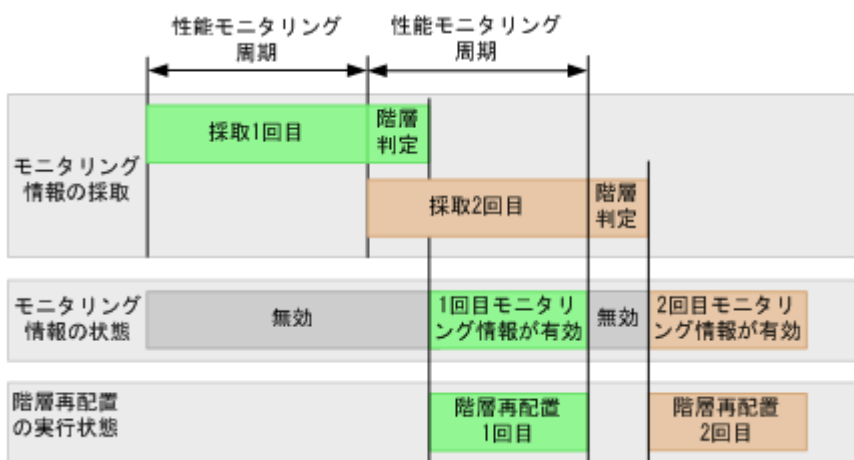 性能モニタリング
周期
性能モニタリング
周期
モニタリング
情報の採取
採取1回目
階層
判定
採取2回目
階層
判定
モニタリング
情報の状態
無効
1回目モニタリ
ング情報が有効
無効
2回目モニタリ
ング情報が有効
階層再配置
の実行状態
階層再配置
1回目
階層再配置
2回目